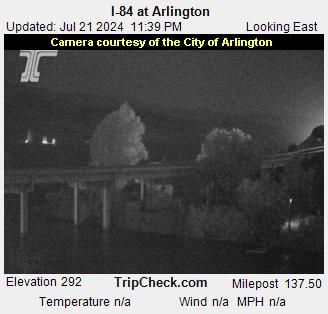 I-84 at Arlington
Updated: Jul 21 2024 11:39 PM Looking East
Camera courtesy of the City of Arlington
Elevation 292 TripCheck.com Milepost 137.50
Temperature n/a Wind n/a MPH n/a